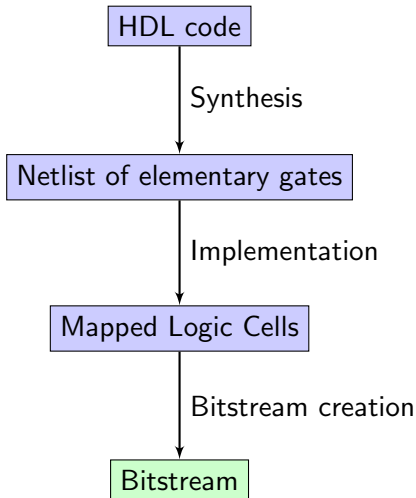 HDL code
Synthesis
Netlist of elementary gates
Implementation
Mapped Logic Cells
Bitstream creation
Bitstream